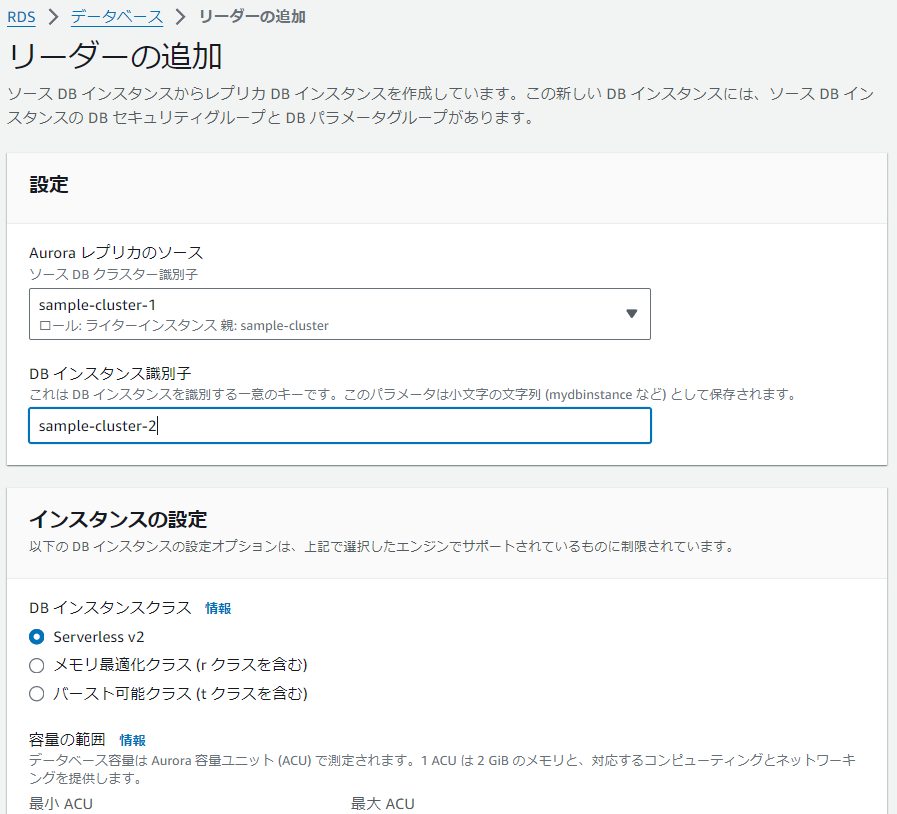 RDS > データベース > リーダーの追加
リーダーの追加
ソース DB インスタンスからレプリカ DB インスタンスを作成しています。この新しい DB インスタンスには、ソース DB イン
スタンスの DB セキュリティグループと DB パラメータグループがあります。
設定
Aurora レプリカのソース
ソース DB クラスター識別子
sample-cluster-1
ロール: ライターインスタンス 親: sample-cluster
DB インスタンス識別子
これは DB インスタンスを識別する一意のキーです。このパラメータは小文字の文字列 (mydbinstance など) として保存されます。
sample-cluster-2
インスタンスの設定
以下の DB インスタンスの設定オプションは、上記で選択したエンジンでサポートされているものに制限されています。
DB インスタンスクラス 情報
Serverless v2
メモリ最適化クラス (r クラスを含む)
バースト可能クラス (t クラスを含む)
容量の範囲 情報
データベース容量は Aurora 容量ユニット (ACU) で測定されます。1 ACU は 2 GiB のメモリと、対応するコンピューティングとネットワーキ
ングを提供します。
最小 ACU 最大 ACU